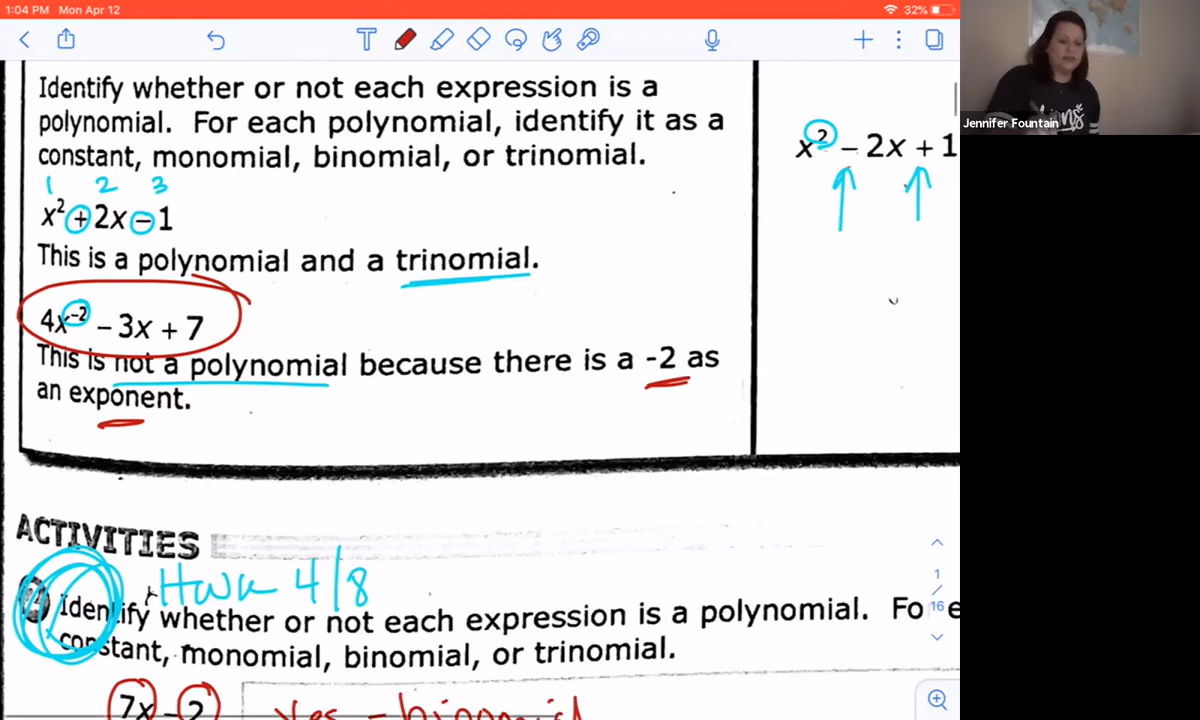 1:04 PM Mon Apr 12
32%
Identify whether or not each expression is a
polynomial. For each polynomial, identify it as a
constant, monomial, binomial, or trinomial.
1 2 3
x² + 2x - 1
This is a polynomial and a trinomial.
4x⁻² - 3x + 7
This is not a polynomial because there is a -2 as
an exponent.
x² - 2x + 1
Jennifer Fountain
ACTIVITIES
Hwk 4/8
Identify whether or not each expression is a polynomial. Fo e
constant, monomial, binomial, or trinomial.
1
/
16
7x - 2
Yes - binomial